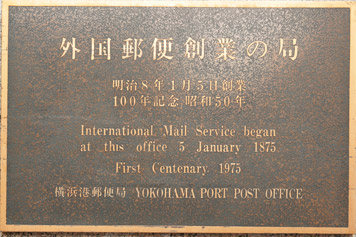 外国郵便創業の局
明治8年1月5日創業
100年記念 昭和50年
International Mail Service began
at this office 5 January 1875
First Centenary 1975
横浜港郵便局 YOKOHAMA PORT POST OFFICE